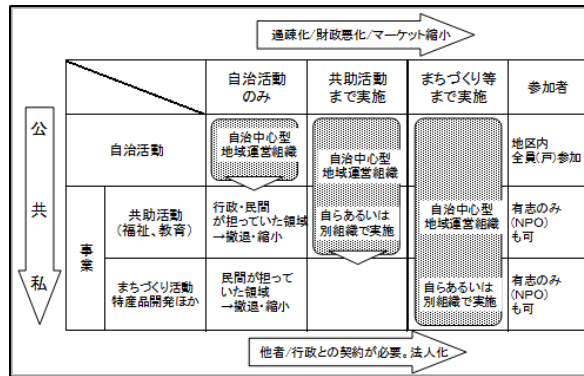 過疎化/財政悪化/マーケット縮小
自治活動
のみ
共助活動
まで実施
まちづくり等
まで実施
参加者
公
共
私
自治活動
自治中心型
地域運営組織
自治中心型
地域運営組織
地区内
全員(戸)参加
事業
共助活動
(福祉、教育)
行政・民間
が担っていた領域
→撤退・縮小
自らあるいは
別組織で実施
自治中心型
地域運営組織
有志のみ
(NPO)
も可
まちづくり活動
特産品開発ほか
民間が担って
いた領域
→撤退・縮小
自らあるいは
別組織で実施
有志のみ
(NPO)
も可
他者/行政との契約が必要。法人化